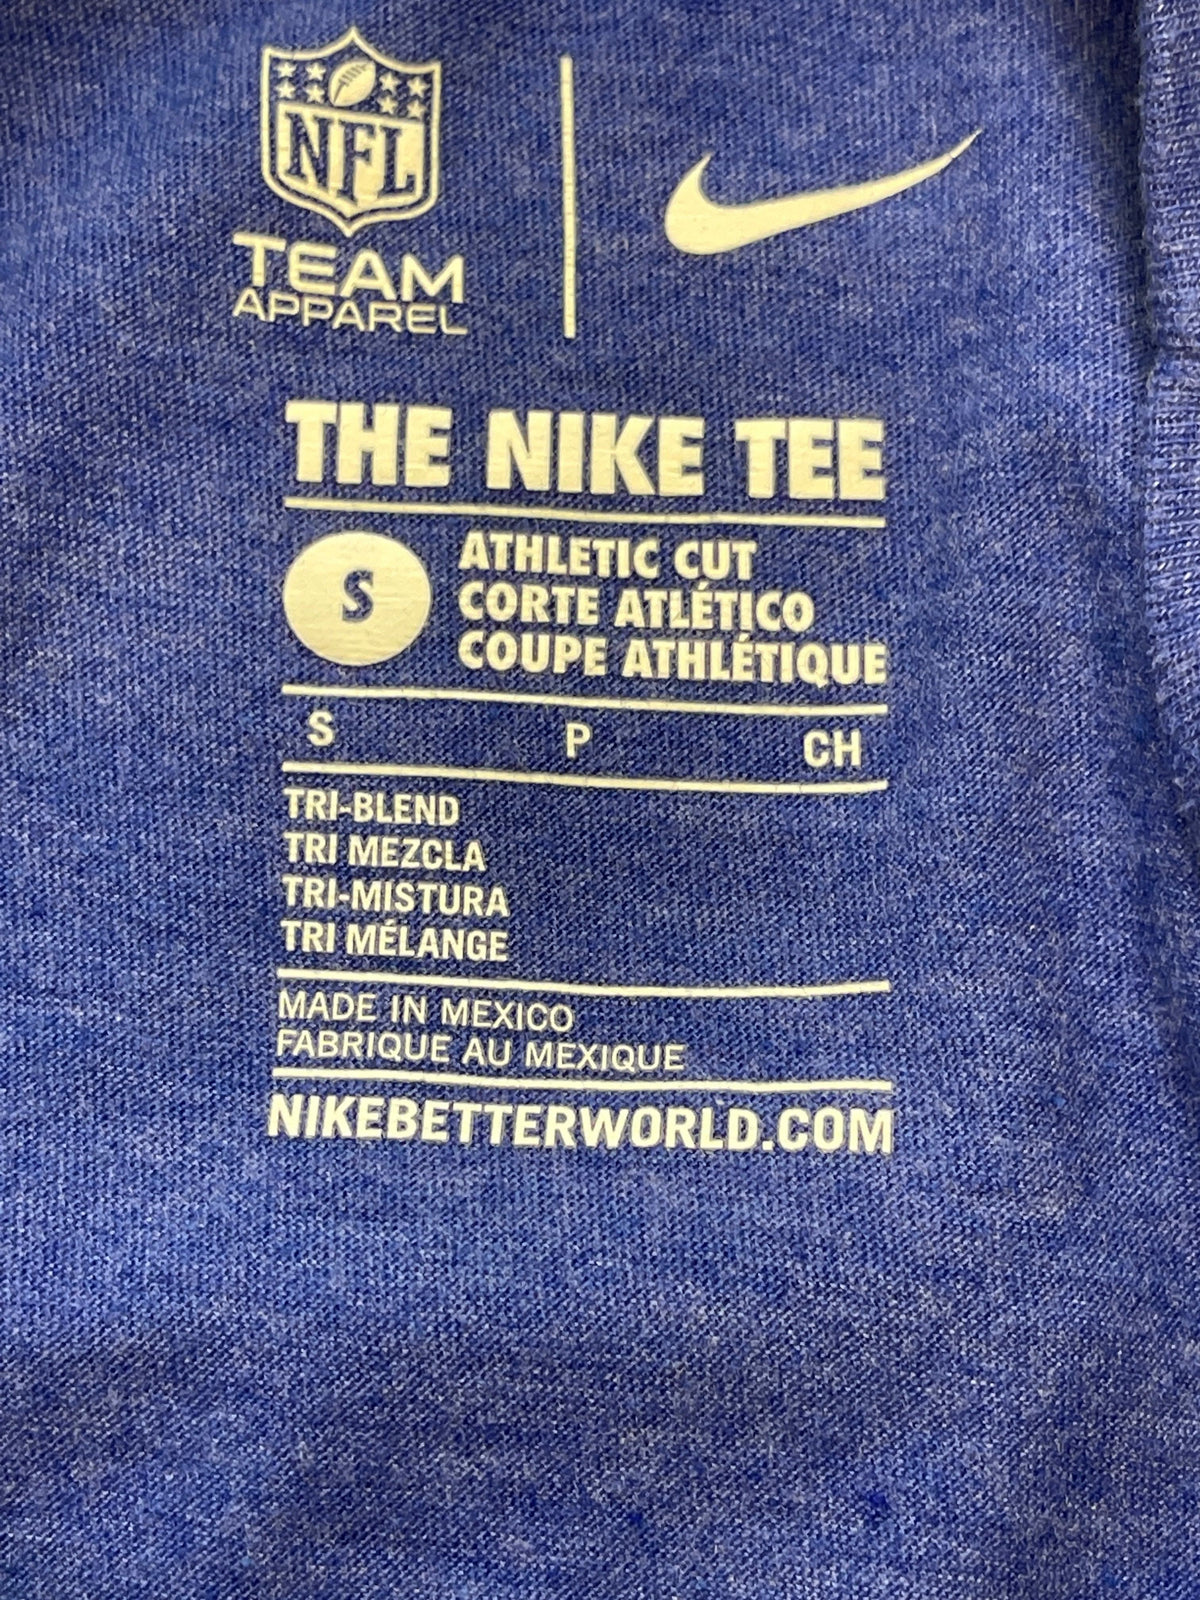 NFL
TEAM
APPAREL
THE NIKE TEE
S
ATHLETIC CUT
CORTE ATLÉTICO
COUPE ATHLÉTIQUE
S P CH
TRI-BLEND
TRI MEZCLA
TRI-MISTURA
TRI MÉLANGE
MADE IN MEXICO
FABRIQUE AU MEXIQUE
NIKEBETTERWORLD.COM